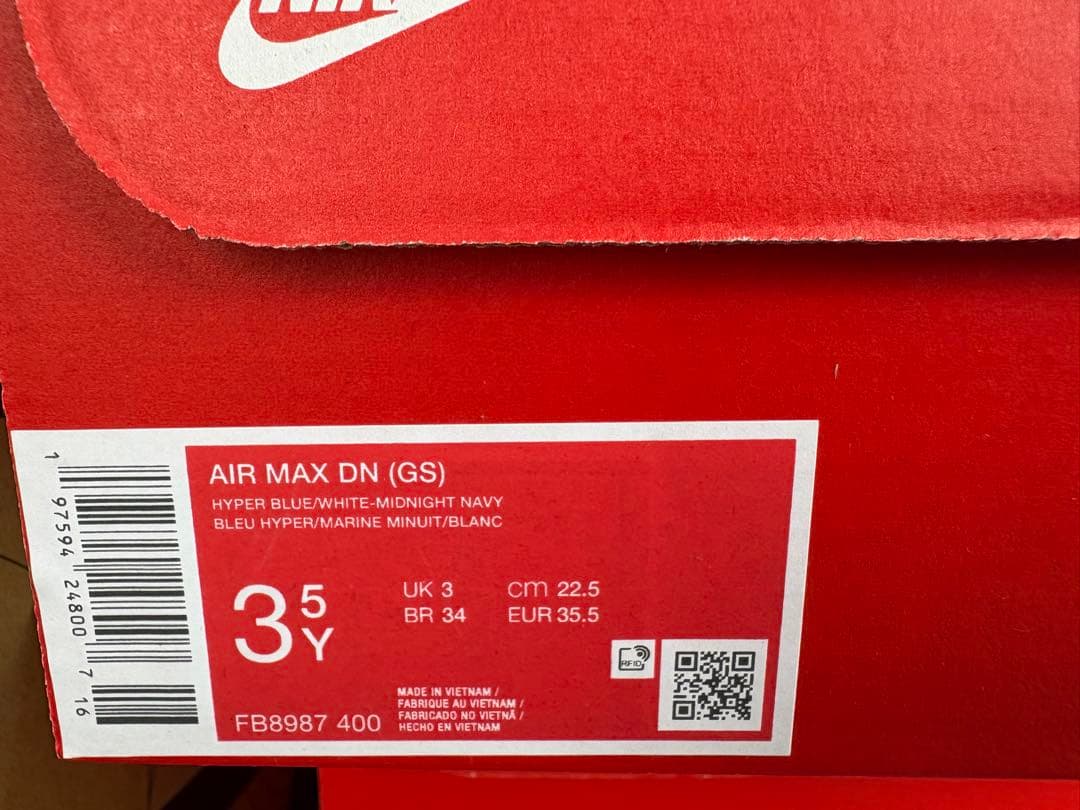 NIKE
AIR MAX DN (GS)
HYPER BLUE/WHITE-MIDNIGHT NAVY
BLEU HYPER/MARINE MINUIT/BLANC
3 5 Y
UK 3 cm 22.5
BR 34 EUR 35.5
RFID
MADE IN VIETNAM /
FABRIQUE AU VIETNAM /
FABRICADO NO VIETNÃ /
HECHO EN VIETNAM
FB8987 400
1 97594 24800 7 16